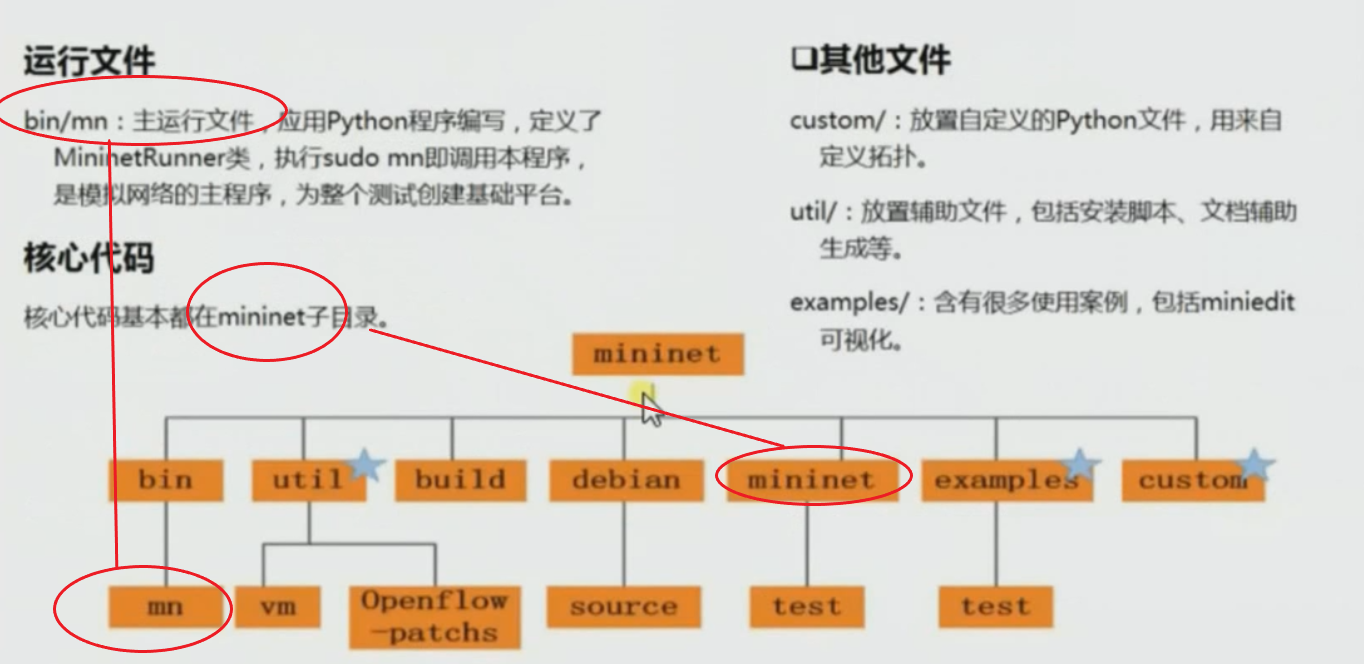 运行文件
bin/mn：主运行文件，应用Python程序编写，定义了
MininetRunner类，执行sudo mn即调用本程序，
是模拟网络的主程序，为整个测试创建基础平台。
核心代码
核心代码基本都在mininet子目录。
❑其他文件
custom/：放置自定义的Python文件，用来自
定义拓扑。
util/：放置辅助文件，包括安装脚本、文档辅助
生成等。
examples/：含有很多使用案例，包括miniedit
可视化。
mininet
bin util build debian mininet examples custom
mn vm Openflow source test test
-patchs